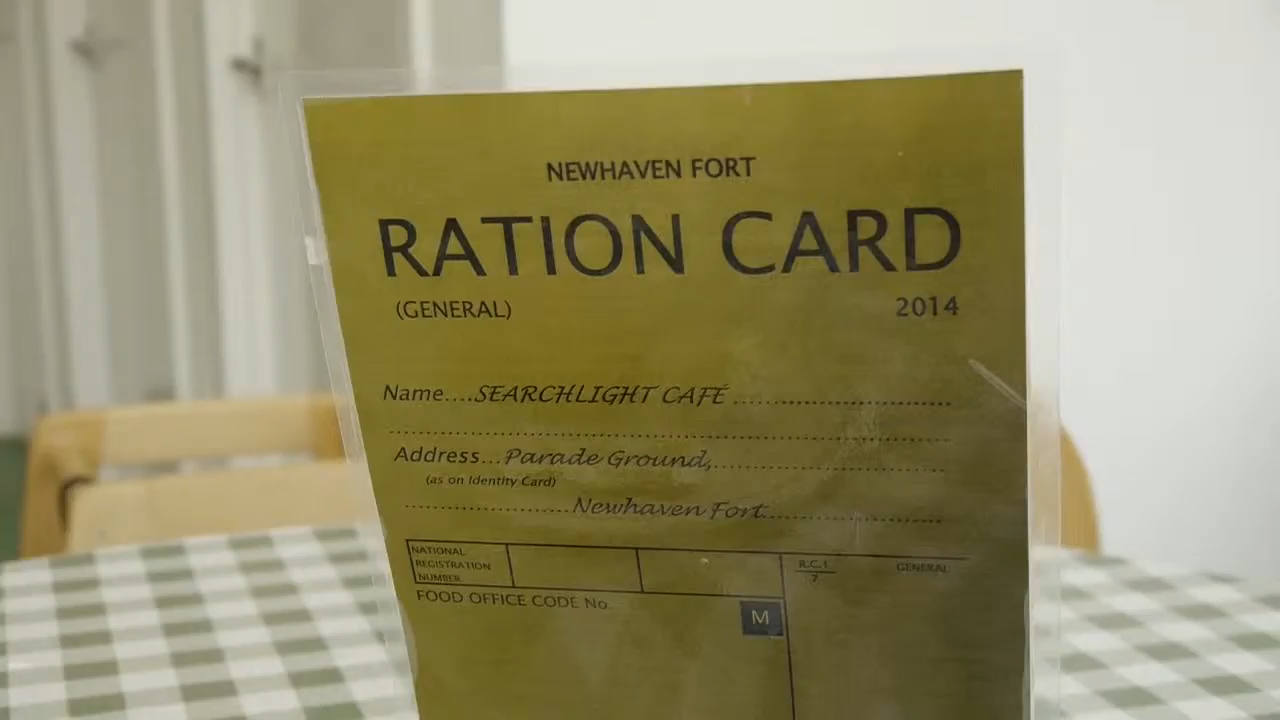 NEWHAVEN FORT
RATION CARD
(GENERAL) 2014
Name....SEARCHLIGHT CAFÉ
Address...Parade Ground,
(as on Identity Card)
Newhaven Fort
NATIONAL
REGISTRATION
NUMBER
R.C.1
7
GENERAL
FOOD OFFICE CODE No.
M